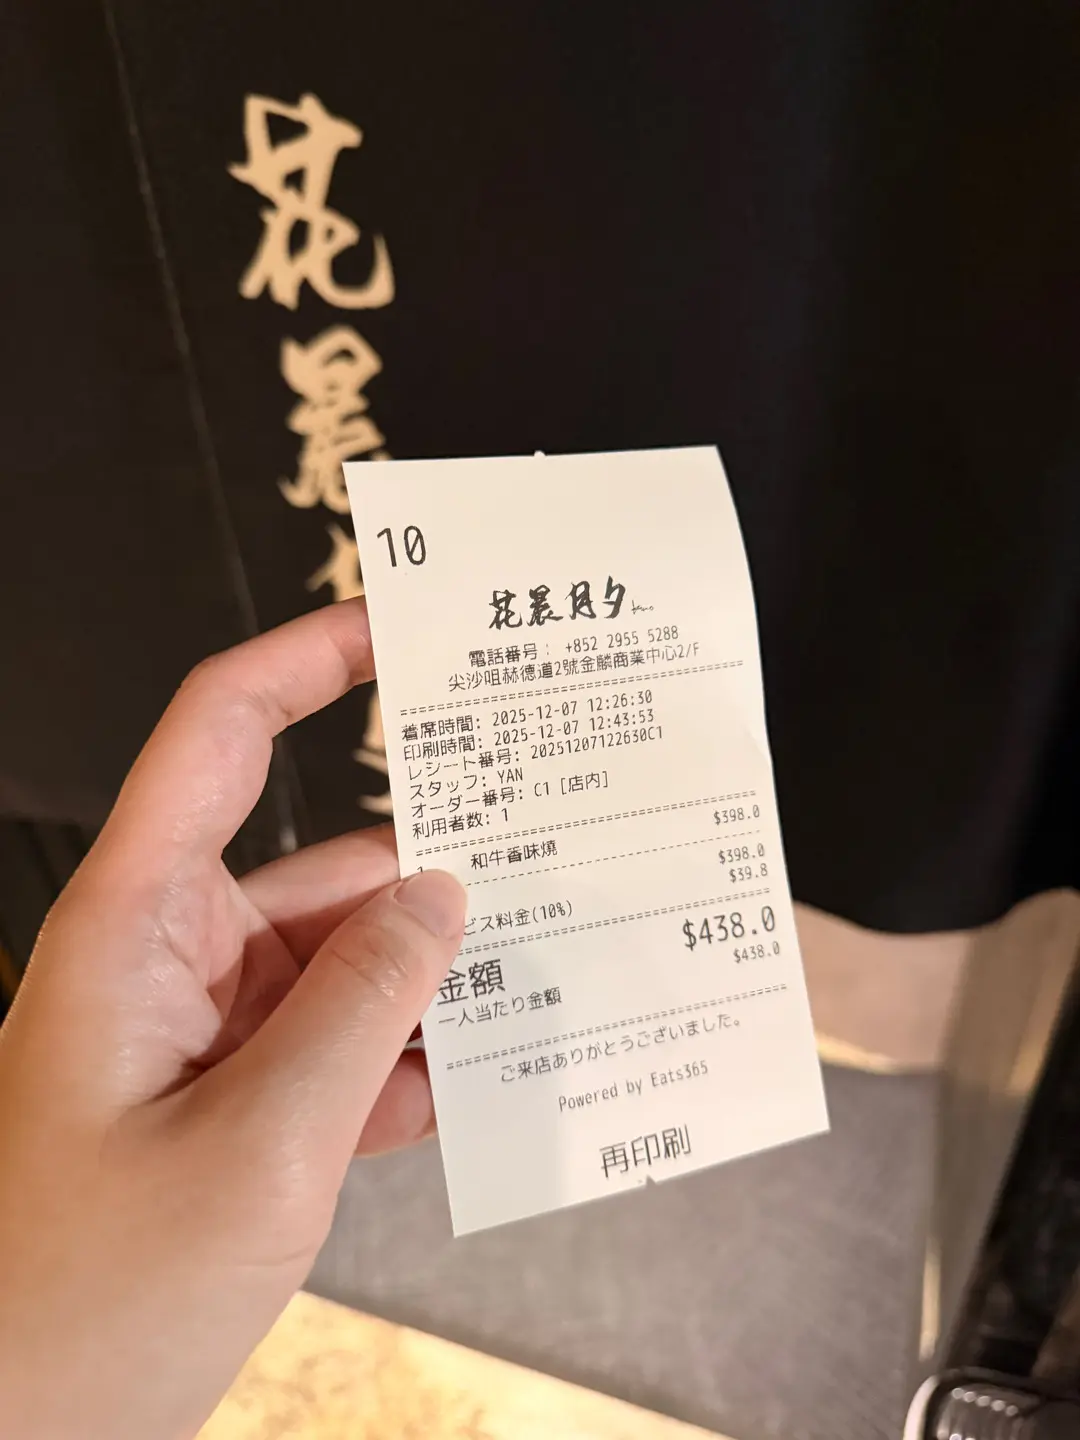 花
晨
10
花晨月夕
電話番号: +852 2955 5288
尖沙咀赫德道2號金麟商業中心2/F
着席時間: 2025-12-07 12:26:30
印刷時間: 2025-12-07 12:43:53
レシート番号: 20251207122630C1
スタッフ: YAN
オーダー番号: C1 [店内]
利用者数: 1
1 和牛香味燒 $398.0
$398.0
ビス料金(10%) $39.8
金額 $438.0
一人当たり金額 $438.0
ご来店ありがとうございました。
Powered by Eats365
再印刷